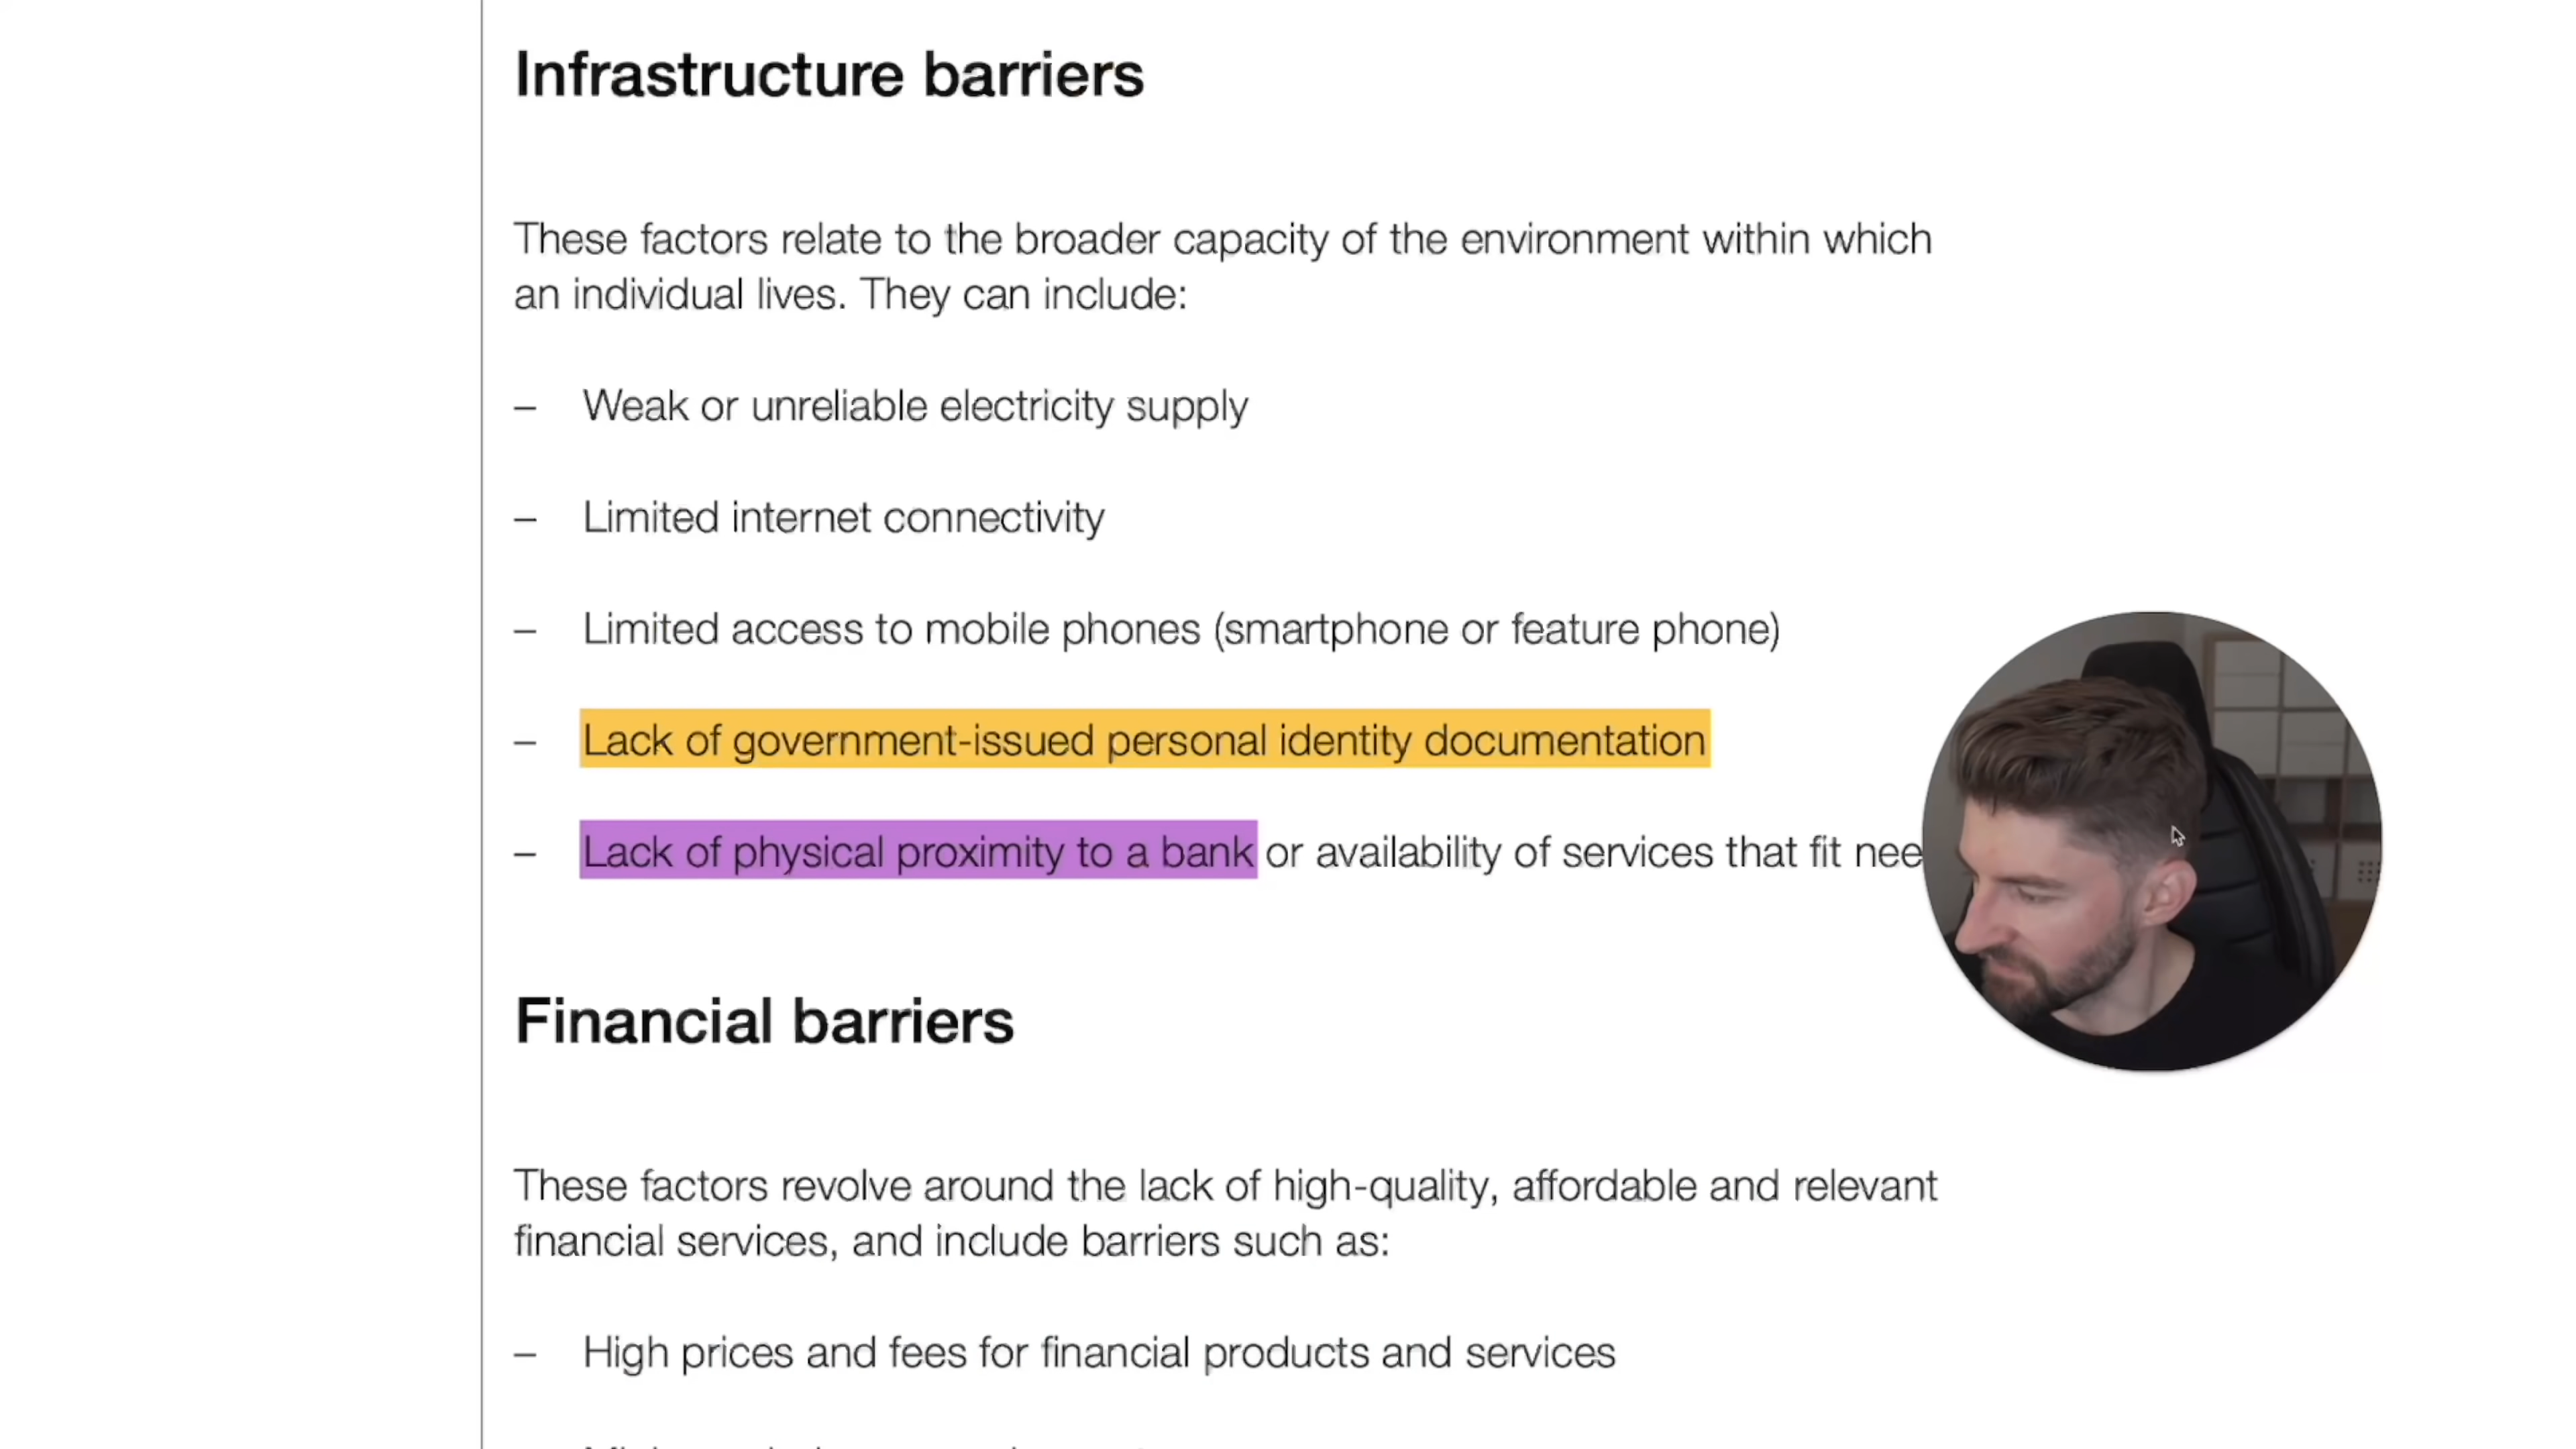 Infrastructure barriers
These factors relate to the broader capacity of the environment within which
an individual lives. They can include:
– Weak or unreliable electricity supply
– Limited internet connectivity
– Limited access to mobile phones (smartphone or feature phone)
– Lack of government-issued personal identity documentation
– Lack of physical proximity to a bank or availability of services that fit
Financial barriers
These factors revolve around the lack of high-quality, affordable and relevant
financial services, and include barriers such as:
– High prices and fees for financial products and services